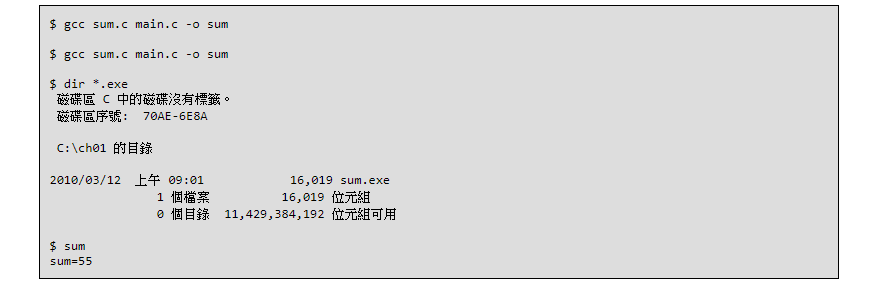 $ gcc sum.c main.c -o sum
$ gcc sum.c main.c -o sum
$ dir *.exe
磁碟區 C 中的磁碟沒有標籤。
磁碟區序號:  70AE-6E8A
C:\ch01 的目錄
2010/03/12  上午 09:01            16,019 sum.exe
1 個檔案          16,019 位元組
0 個目錄  11,429,384,192 位元組可用
$ sum
sum=55